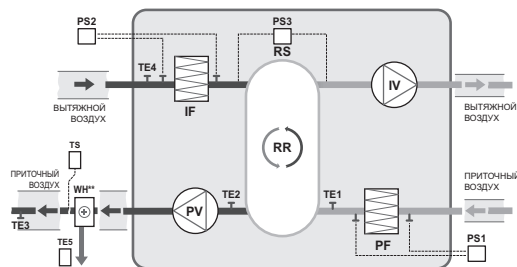 PS2
PS3
RS
TE4
IF
IV
ВЫТЯЖНОЙ
ВОЗДУХ
ВЫТЯЖНОЙ
ВОЗДУХ
TS
RR
ПРИТОЧНЫЙ
ВОЗДУХ
ПРИТОЧНЫЙ
ВОЗДУХ
WH**
TE2
TE1
TE3
PV
PF
TE5
PS1